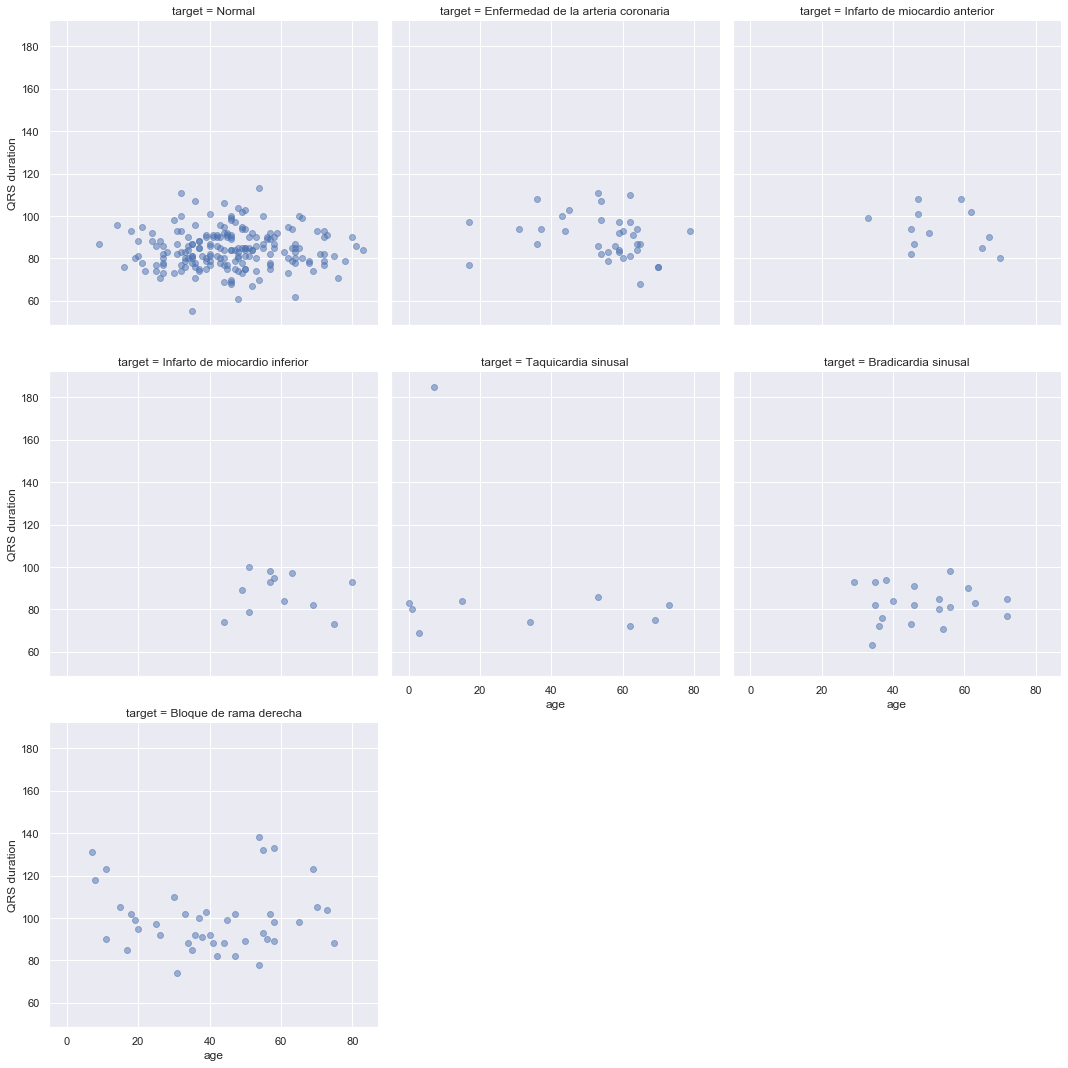 target = Normal
target = Enfermedad de la arteria coronaria
target = Infarto de miocardio anterior
180
160
140
120
100
80
60
QRS duration
target = Infarto de miocardio inferior
target = Taquicardia sinusal
target = Bradicardia sinusal
180
160
140
120
100
80
60
QRS duration
0 20 40 60 80
age
0 20 40 60 80
age
target = Bloque de rama derecha
180
160
140
120
100
80
60
QRS duration
0 20 40 60 80
age